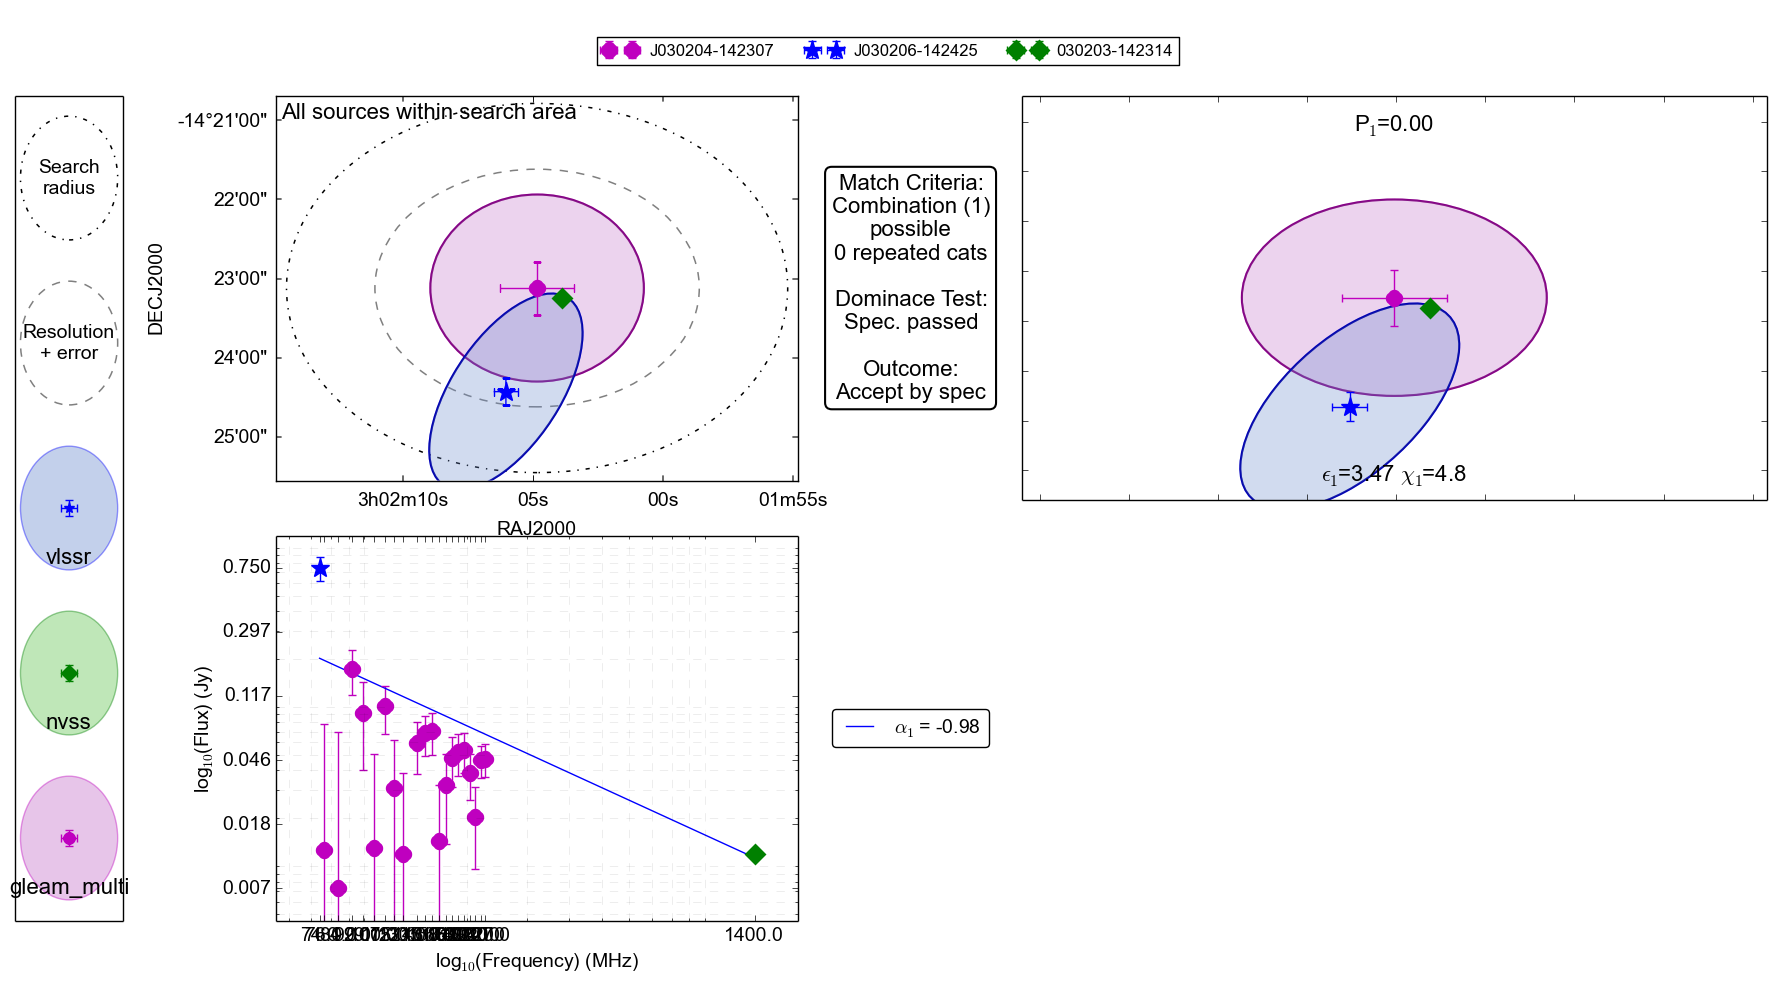 J030204-142307
J030206-142425
030203-142314
Search
radius
Resolution
+ error
vlssr
nvss
gleam_multi
All sources within search area
-14°21'00"
22'00"
23'00"
24'00"
25'00"
DECJ2000
3h02m10s
05s
00s
01m55s
RAJ2000
Match Criteria:
Combination (1)
possible
0 repeated cats
Dominace Test:
Spec. passed
Outcome:
Accept by spec
P₁=0.00
ϵ₁=3.47 χ₁=4.8
0.750
0.297
0.117
0.046
0.018
0.007
log₁₀(Flux) (Jy)
1400.0
log₁₀(Frequency) (MHz)
α₁ = -0.98